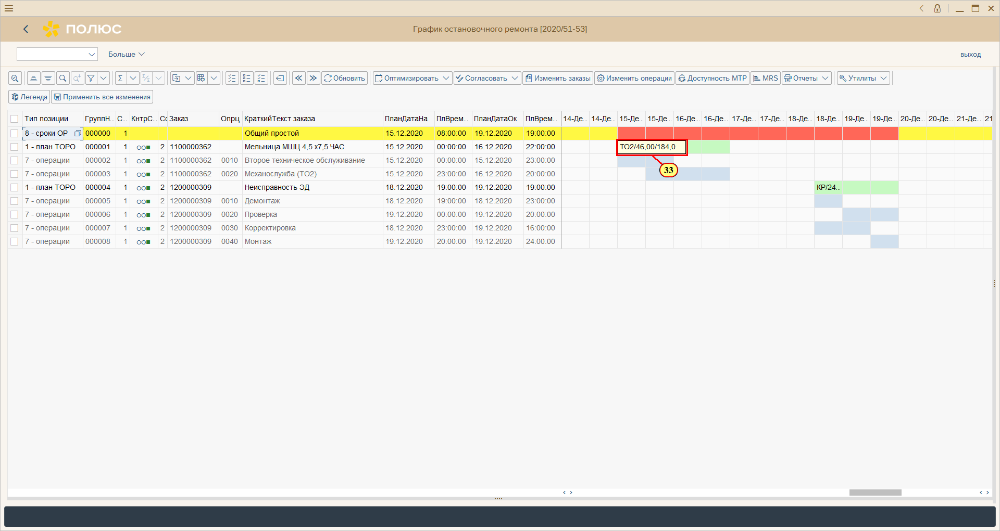 ПОЛЮС
График остановочного ремонта [2020/51-53]
Больше
выход
Обновить Оптимизировать Согласовать Изменить заказы Изменить операции Доступность МТР MRS Отчеты Утилиты
Легенда Применить все изменения
Тип позиции ГруппН... С... КнтрС... Сс Заказ Опрц КраткийТекст заказа ПланДатаНа ПлВрем... ПланДатаОк ПлВрем... 14-Де... 14-Де... 15-Де... 15-Де... 16-Де... 16-Де... 17-Де... 17-Де... 18-Де... 18-Де... 19-Де... 19-Де... 20-Де... 20-Де... 21-Де... 21
8 - сроки ОР 000000 1 Общий простой 15.12.2020 08:00:00 19.12.2020 19:00:00
1 - план ТОРО 000001 1 2 1100000362 Мельница МШЦ 4,5 х7,5 ЧАС 15.12.2020 00:00:00 16.12.2020 22:00:00 ТО2/46,00/184,0
7 - операции 000002 1 2 1100000362 0010 Второе техническое обслуживание 15.12.2020 00:00:00 15.12.2020 23:00:00
33
7 - операции 000003 1 2 1100000362 0020 Механослужба (ТО2) 15.12.2020 23:00:00 16.12.2020 20:00:00
1 - план ТОРО 000004 1 2 1200000309 Неисправность ЭД 18.12.2020 19:00:00 19.12.2020 19:00:00 КР/24...
7 - операции 000005 1 2 1200000309 0010 Демонтаж 18.12.2020 19:00:00 18.12.2020 23:00:00
7 - операции 000006 1 2 1200000309 0020 Проверка 19.12.2020 00:00:00 19.12.2020 20:00:00
7 - операции 000007 1 2 1200000309 0030 Корректировка 18.12.2020 23:00:00 19.12.2020 16:00:00
7 - операции 000008 1 2 1200000309 0040 Монтаж 19.12.2020 20:00:00 19.12.2020 24:00:00